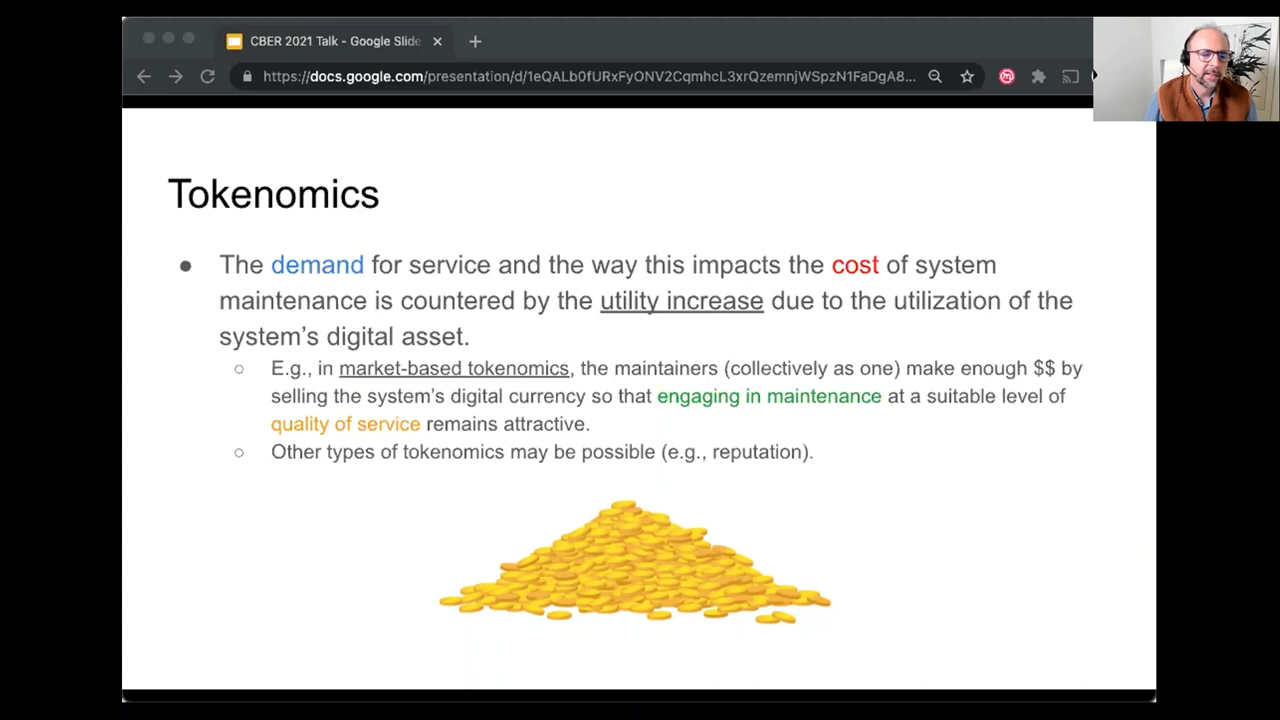 CBER 2021 Talk - Google Slide
https://docs.google.com/presentation/d/1eQALb0fURxFyONV2CqmhcL3xrQzemnjWSpzN1FaDgA8...
Tokenomics
● The demand for service and the way this impacts the cost of system
maintenance is countered by the utility increase due to the utilization of the
system's digital asset.
○ E.g., in market-based tokenomics, the maintainers (collectively as one) make enough $$ by
selling the system's digital currency so that engaging in maintenance at a suitable level of
quality of service remains attractive.
○ Other types of tokenomics may be possible (e.g., reputation).